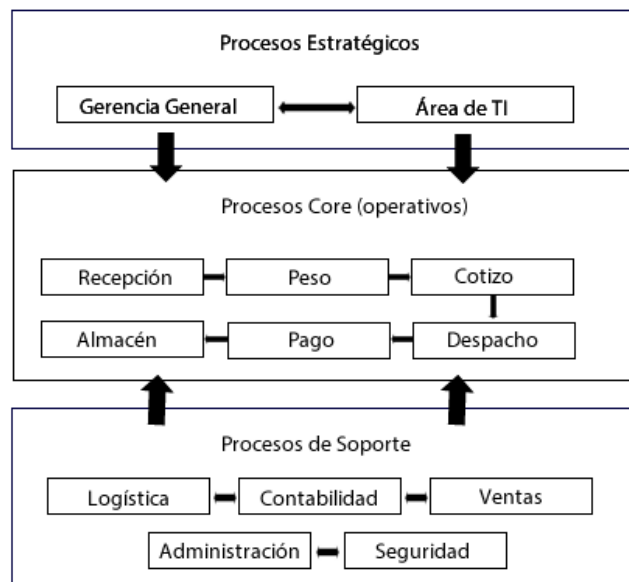 Procesos Estratégicos
Gerencia General
Área de TI
Procesos Core (operativos)
Recepción
Peso
Cotizo
Almacén
Pago
Despacho
Procesos de Soporte
Logística
Contabilidad
Ventas
Administración
Seguridad